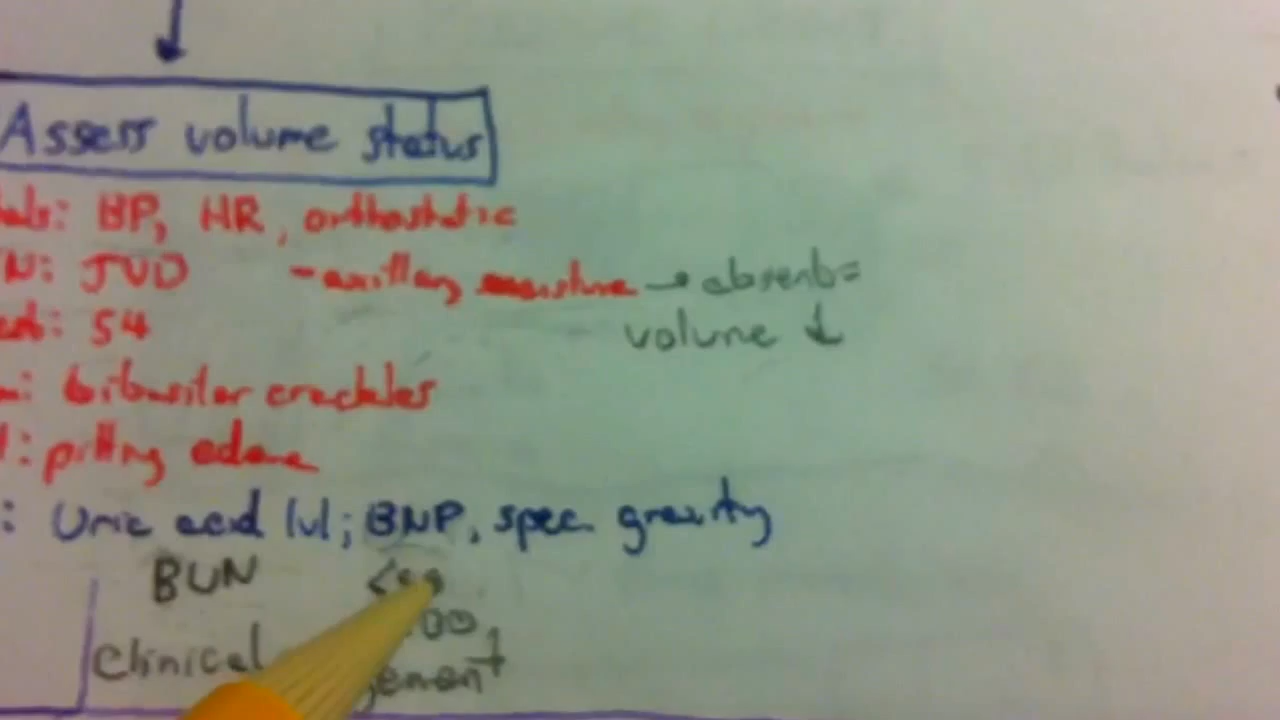 Assess volume status
: BP, HR, orthostatic
N: JVD - axillary moisture → absent =
volume ↓
: S4
: bibasilar crackles
: pitting edema
: Uric acid lvl; BNP, spec gravity
BUN
Clinical